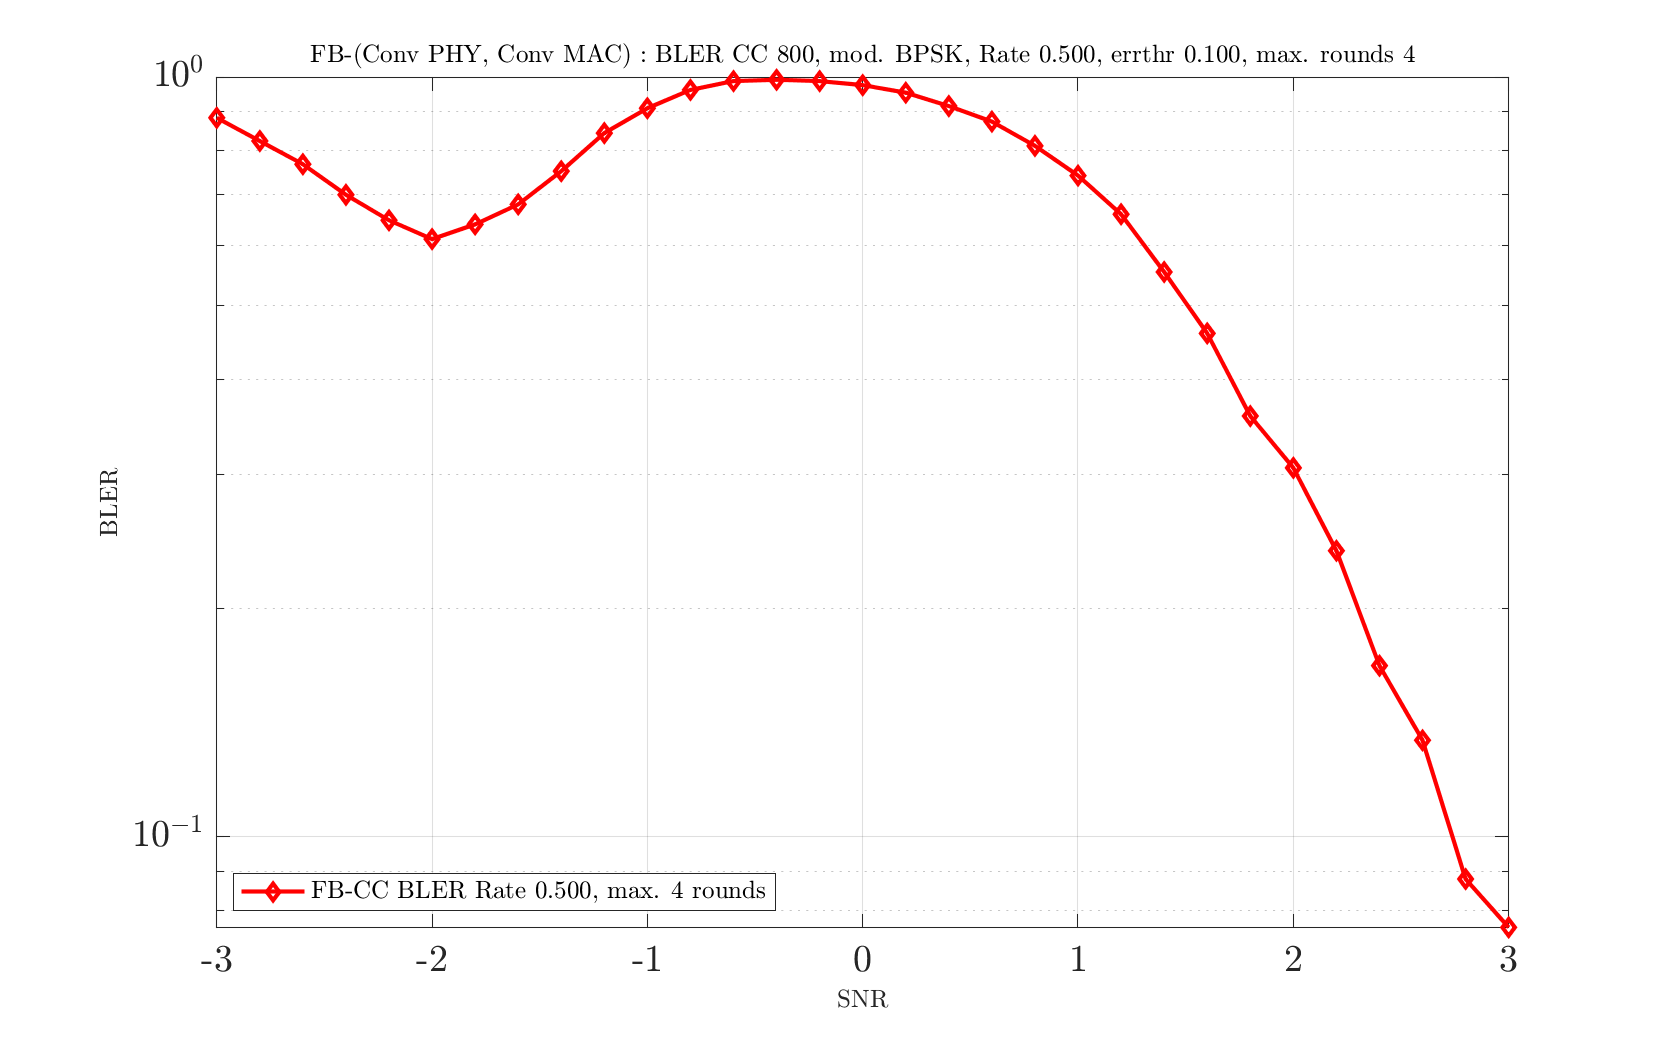 FB-(Conv PHY, Conv MAC) : BLER CC 800, mod. BPSK, Rate 0.500, errthr 0.100, max. rounds 4
10^0
BLER
10^{-1}
FB-CC BLER Rate 0.500, max. 4 rounds
-3 -2 -1 0 1 2 3
SNR